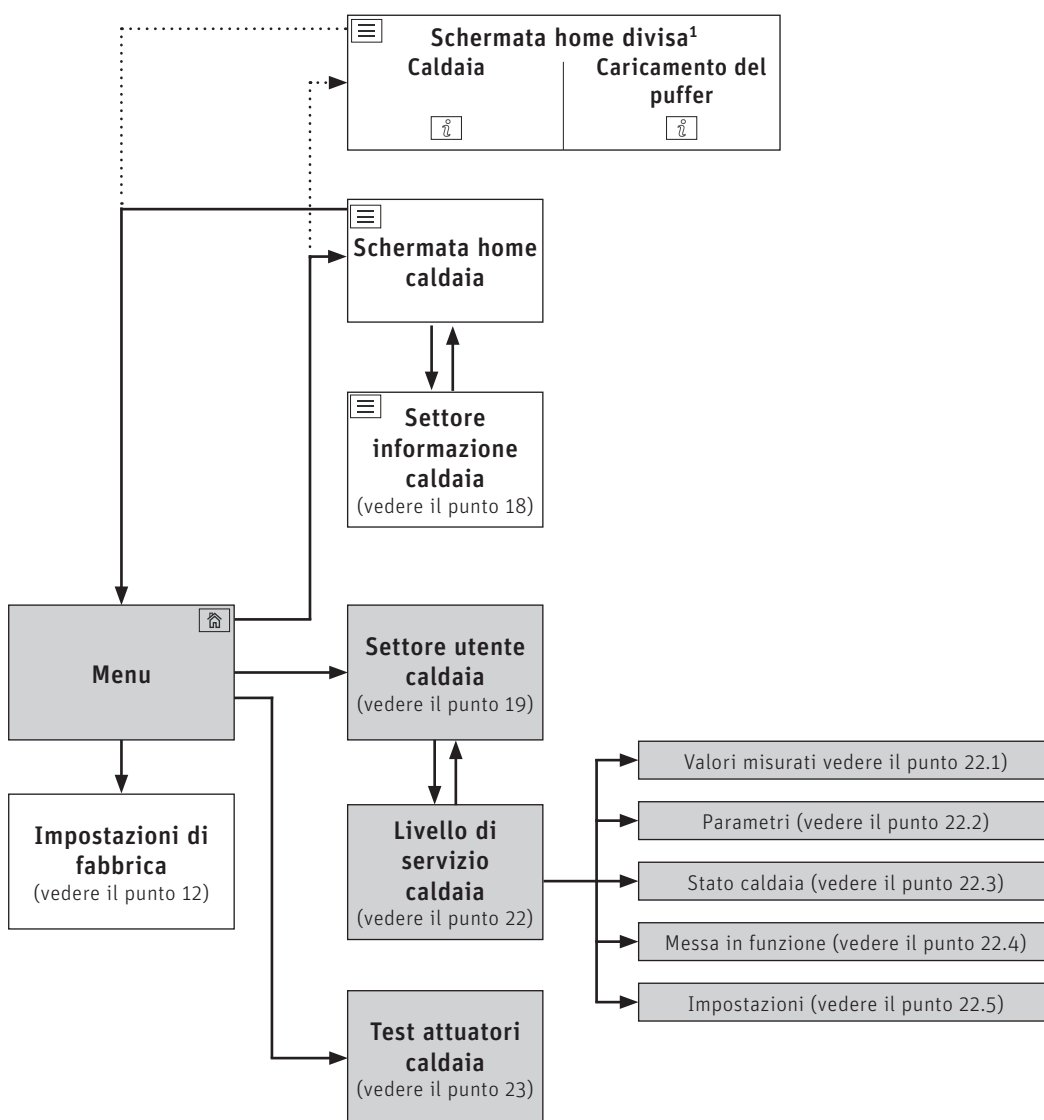 Schermata home divisa¹
Caldaia
Caricamento del
puffer
i
i
Schermata home
caldaia
Settore
informazione
caldaia
(vedere il punto 18)
Menu
Settore utente
caldaia
(vedere il punto 19)
Impostazioni di
fabbrica
(vedere il punto 12)
Livello di
servizio
caldaia
(vedere il punto 22)
Valori misurati vedere il punto 22.1)
Parametri (vedere il punto 22.2)
Stato caldaia (vedere il punto 22.3)
Messa in funzione (vedere il punto 22.4)
Impostazioni (vedere il punto 22.5)
Test attuatori
caldaia
(vedere il punto 23)